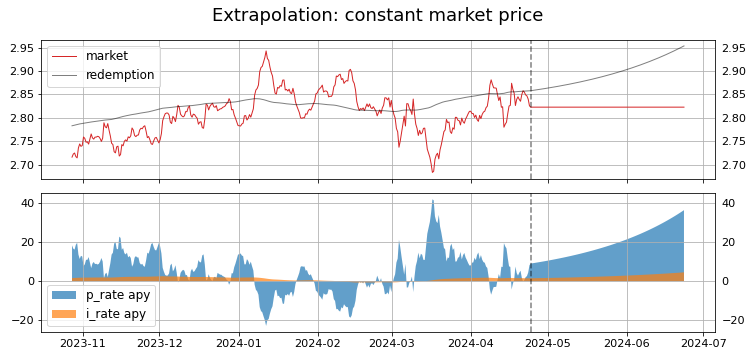 Extrapolation: constant market price
2.95 2.95
2.90 2.90
2.85 2.85
2.80 2.80
2.75 2.75
2.70 2.70
market
redemption
40 40
20 20
0 0
−20 −20
p_rate apy
i_rate apy
2023-11 2023-12 2024-01 2024-02 2024-03 2024-04 2024-05 2024-06 2024-07